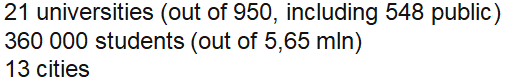 21 universities (out of 950, including 548 public)
360 000 students (out of 5,65 mln)
13 cities